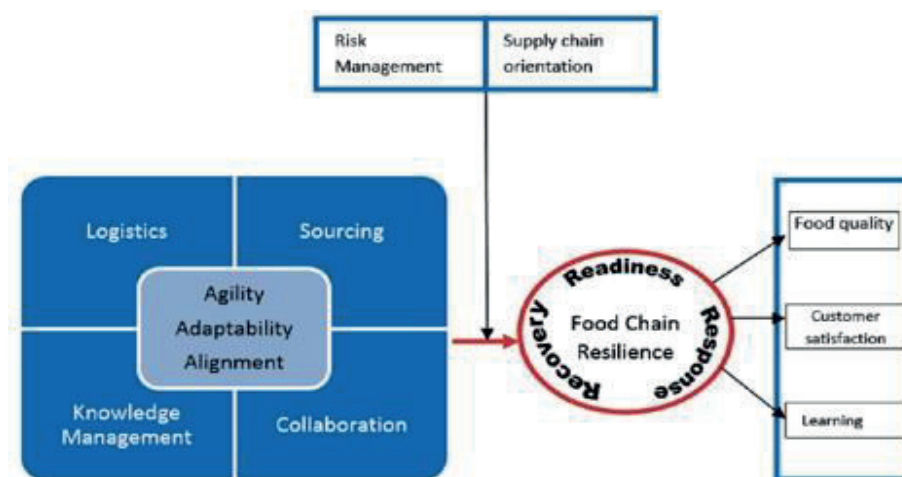 Risk
Management
Supply chain
orientation
Logistics
Sourcing
Agility
Adaptability
Alignment
Knowledge
Management
Collaboration
Readiness
Response
Recovery
Food Chain
Resilience
Food quality
Customer
satisfaction
Learning